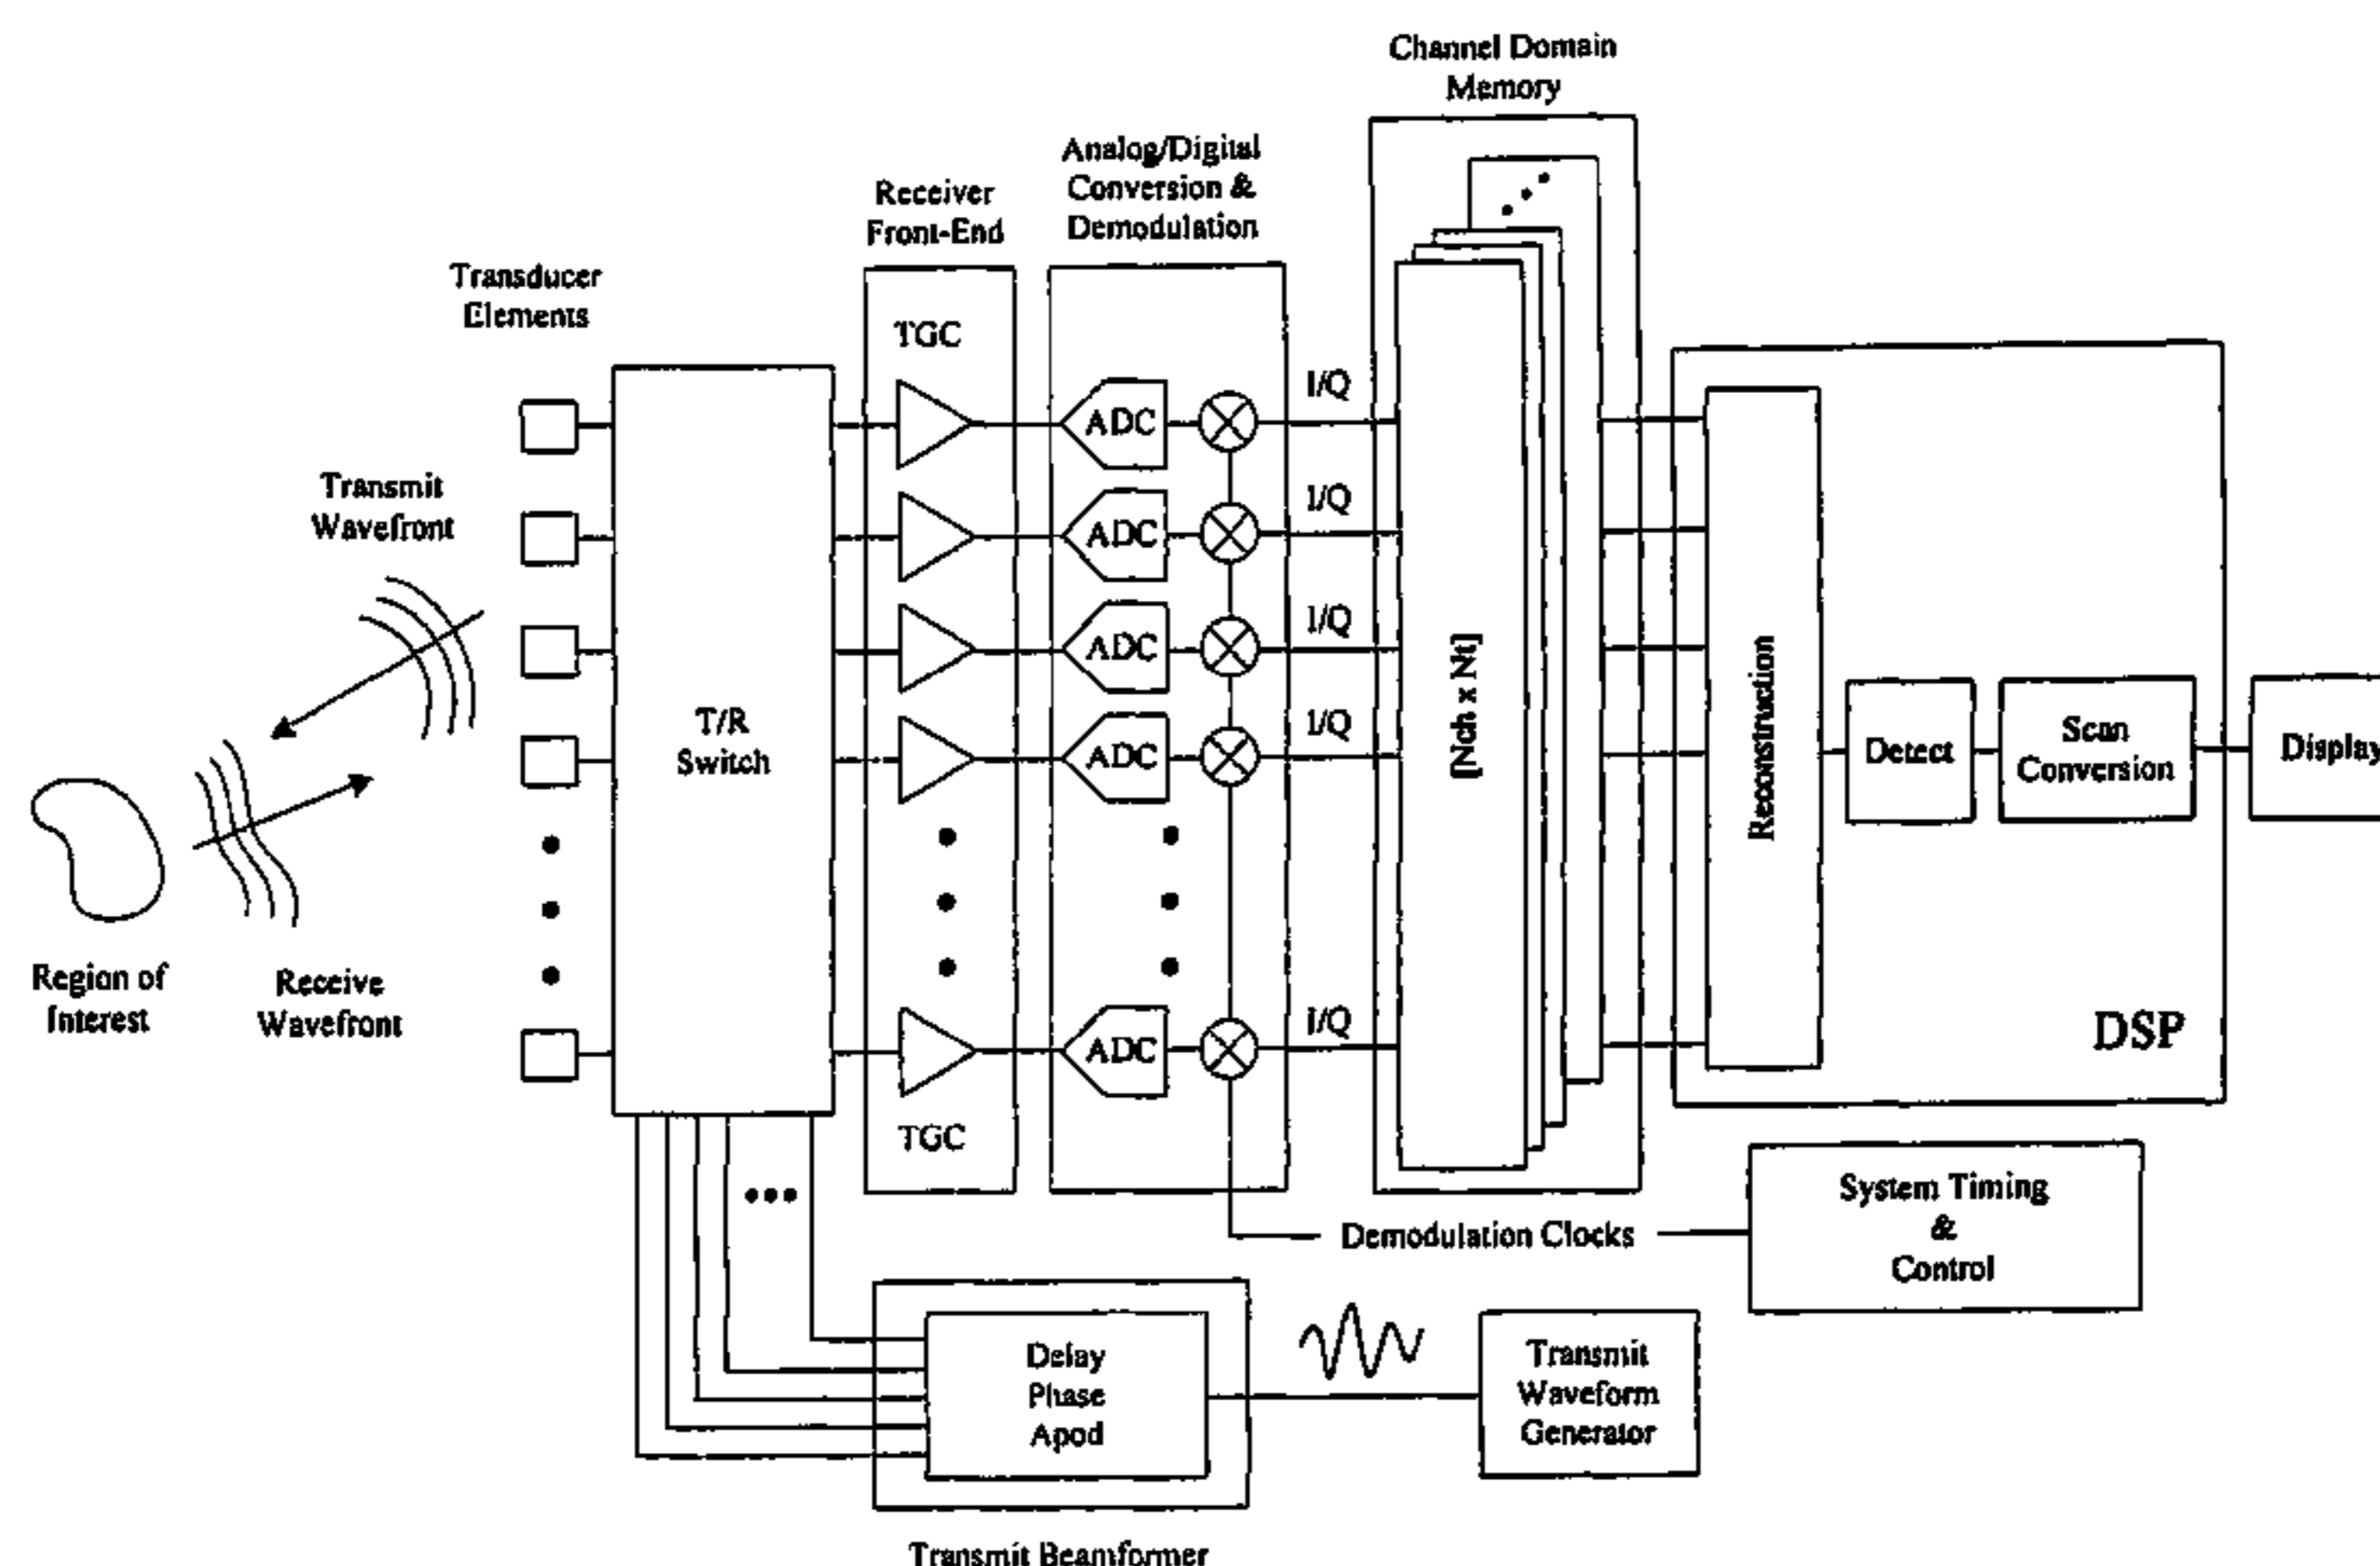 Channel Domain
Memory
Analog/Digital
Conversion &
Demodulation
Receiver
Front-End
Transducer
Elements
TGC
I/Q
ADC
Transmit
Wavefront
I/Q
ADC
I/Q
ADC
T/R
Switch
I/Q
ADC
[Nch x Nt]
Reconstruction
Detect
Scan
Conversion
Display
Region of
Interest
Receive
Wavefront
I/Q
ADC
DSP
TGC
System Timing
&
Control
Demodulation Clocks
Delay
Phase
Apod
Transmit
Waveform
Generator
Transmit Beamformer